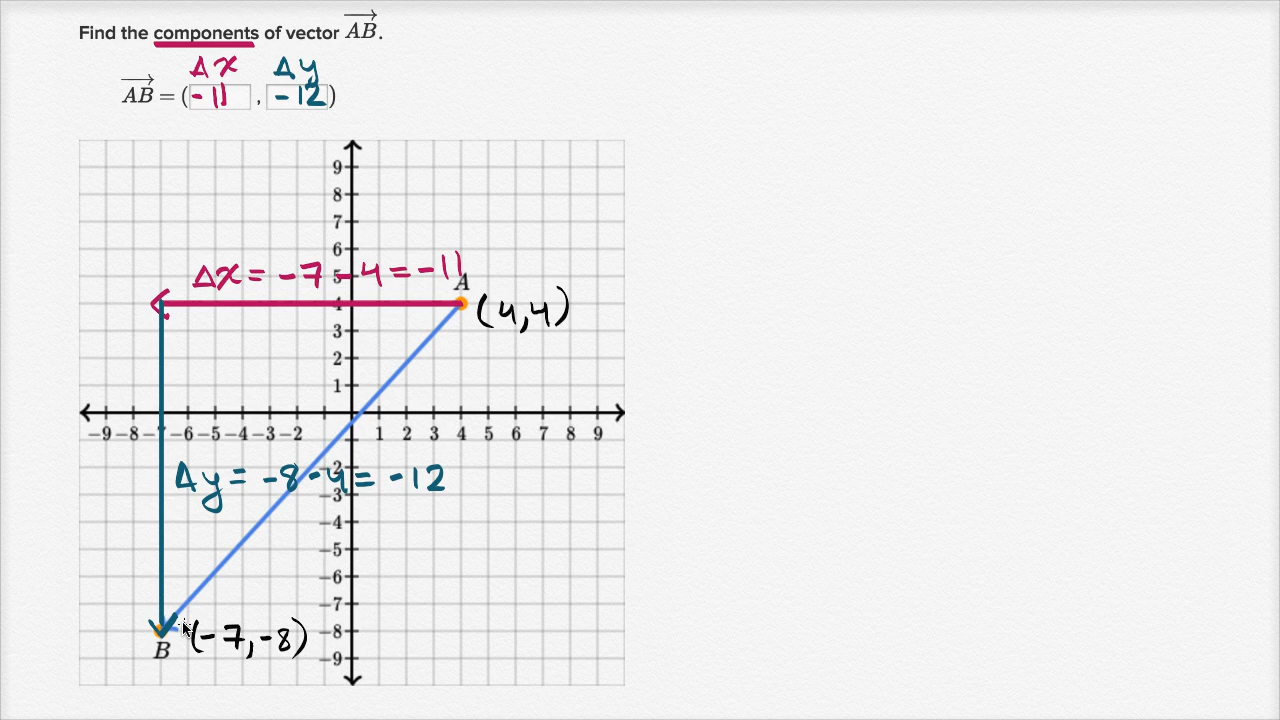 Find the components of vector AB.
Δx Δy
AB = (-11 , -12)
9
8
7
6
Δx = -7 - 4 = -11
5
A
4
(4,4)
3
2
1
-9 -8 -7 -6 -5 -4 -3 -2 1 2 3 4 5 6 7 8 9
-2
Δy = -8 - 4 = -12
-3
-4
-5
-6
-7
-8
(-7,-8)
B
-9